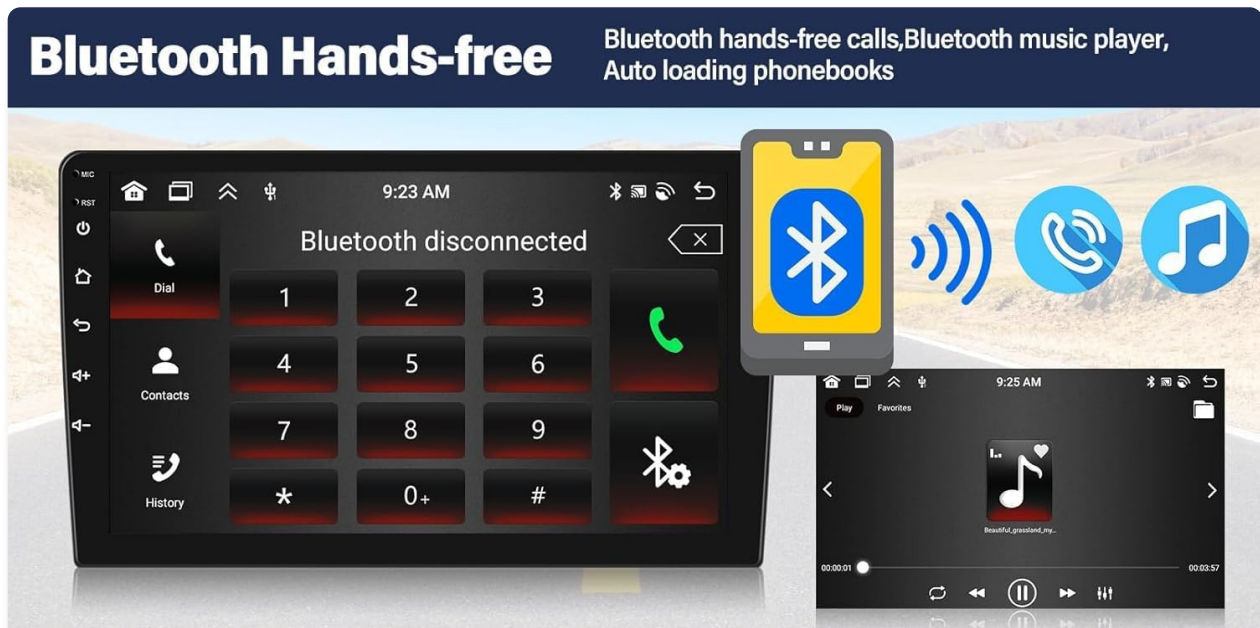 Bluetooth Hands-free
Bluetooth hands-free calls,Bluetooth music player,
Auto loading phonebooks
MIC
RST
9:23 AM
Bluetooth disconnected
Dial
Contacts
History
1 2 3
4 5 6
7 8 9
* 0+ #
9:25 AM
Play Favorites
Beautiful_grassland_my...
00:00:01
00:03:57